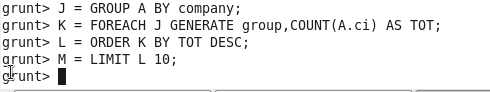 grunt> J = GROUP A BY company;
grunt> K = FOREACH J GENERATE group,COUNT(A.ci) AS TOT;
grunt> L = ORDER K BY TOT DESC;
grunt> M = LIMIT L 10;
grunt>